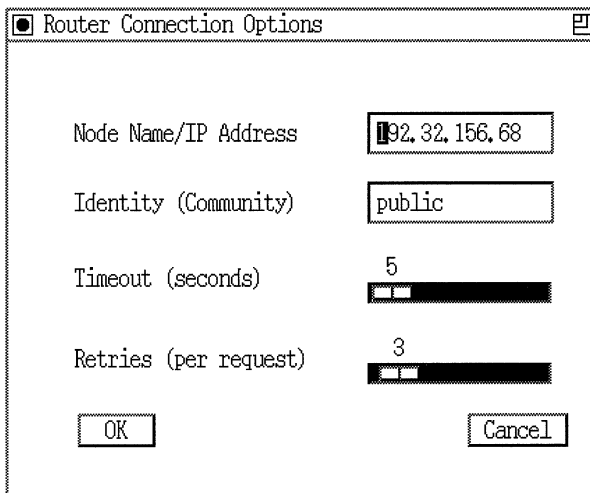 Router Connection Options
Node Name/IP Address 192.32.156.68
Identity (Community) public
Timeout (seconds) 5
Retries (per request) 3
OK Cancel